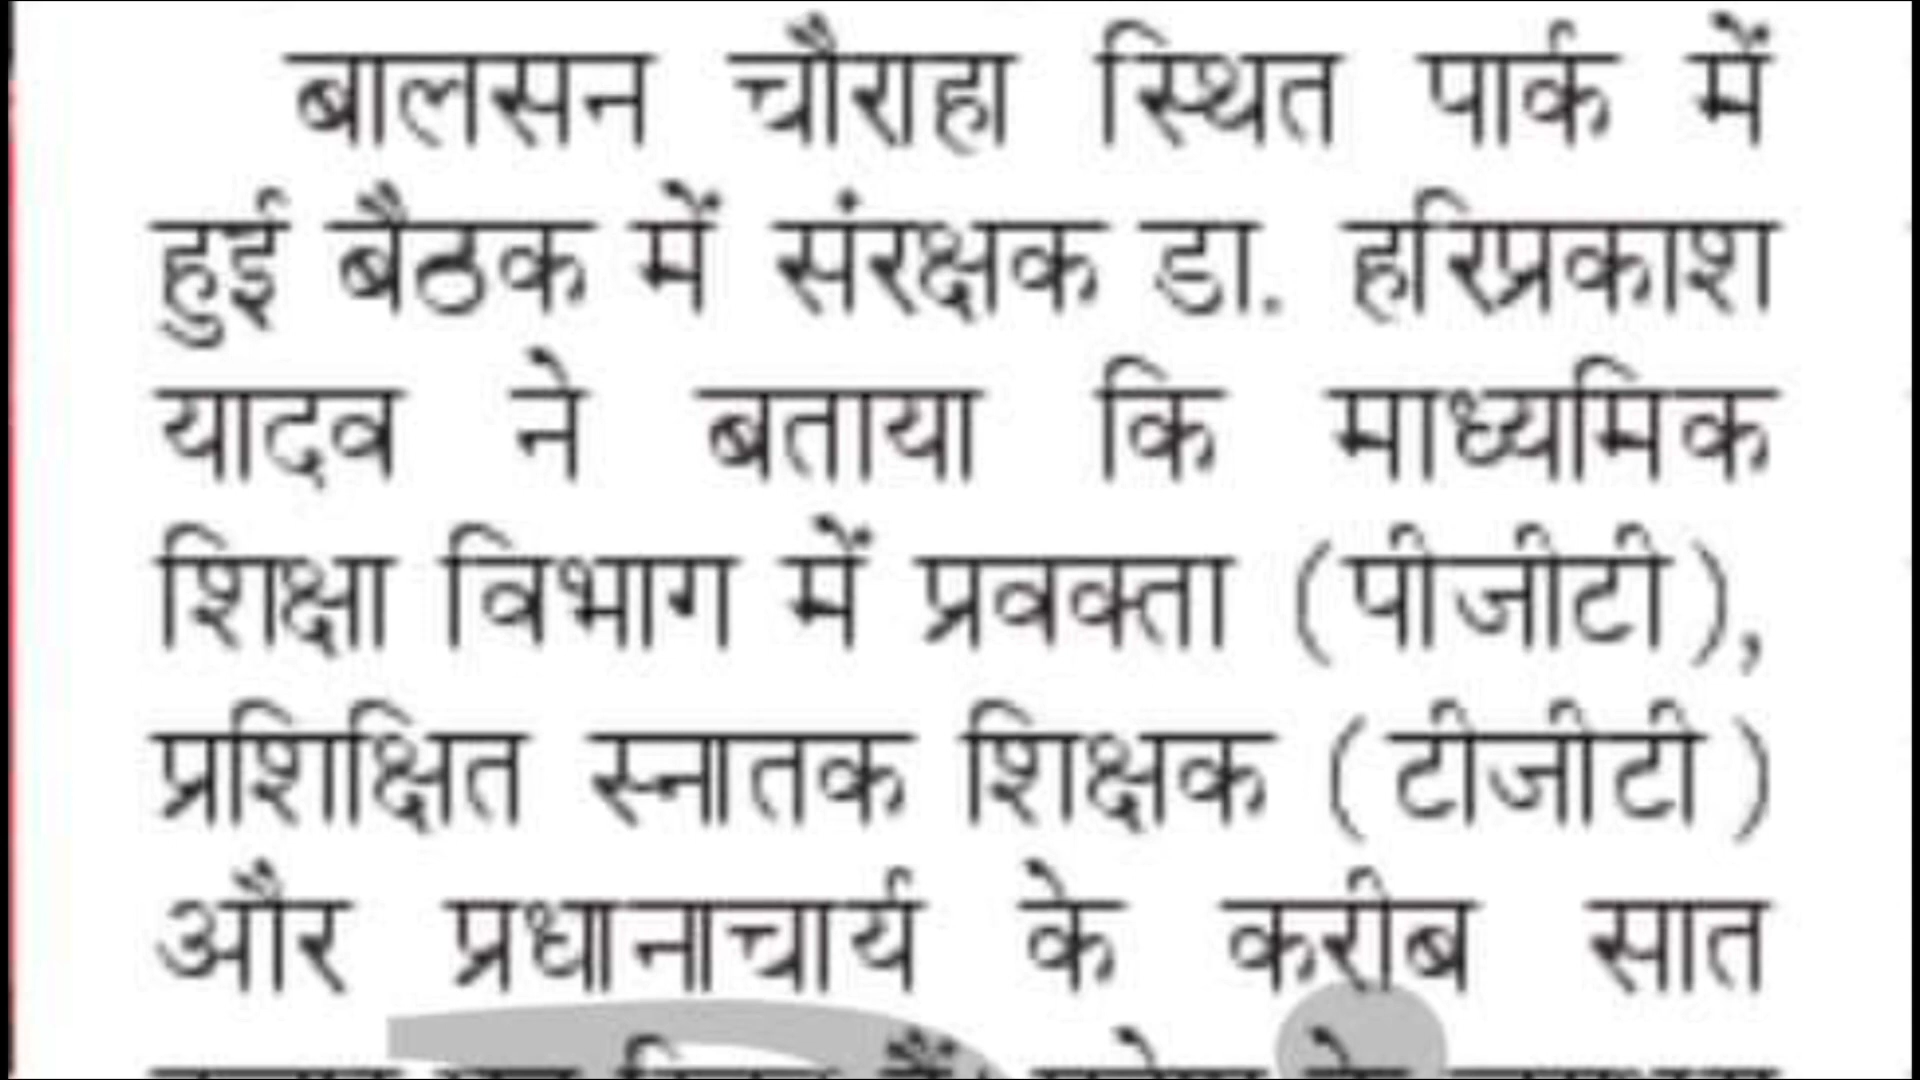 बालसन चौराहा स्थित पार्क में
हुई बैठक में संरक्षक डा. हरिप्रकाश
यादव ने बताया कि माध्यमिक
शिक्षा विभाग में प्रवक्ता (पीजीटी),
प्रशिक्षित स्नातक शिक्षक (टीजीटी)
और प्रधानाचार्य के करीब सात